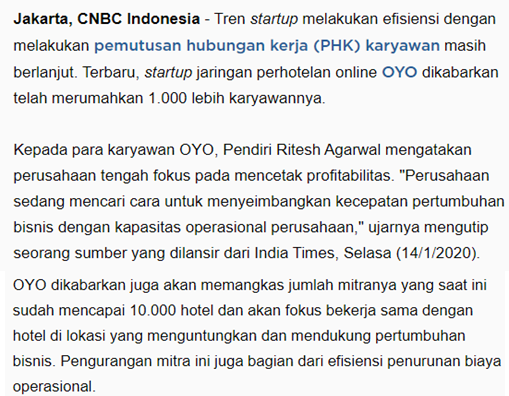 Jakarta, CNBC Indonesia - Tren startup melakukan efisiensi dengan
melakukan pemutusan hubungan kerja (PHK) karyawan masih
berlanjut. Terbaru, startup jaringan perhotelan online OYO dikabarkan
telah merumahkan 1.000 lebih karyawannya.
Kepada para karyawan OYO, Pendiri Ritesh Agarwal mengatakan
perusahaan tengah fokus pada mencetak profitabilitas. "Perusahaan
sedang mencari cara untuk menyeimbangkan kecepatan pertumbuhan
bisnis dengan kapasitas operasional perusahaan," ujarnya mengutip
seorang sumber yang dilansir dari India Times, Selasa (14/1/2020).
OYO dikabarkan juga akan memangkas jumlah mitranya yang saat ini
sudah mencapai 10.000 hotel dan akan fokus bekerja sama dengan
hotel di lokasi yang menguntungkan dan mendukung pertumbuhan
bisnis. Pengurangan mitra ini juga bagian dari efisiensi penurunan biaya
operasional.